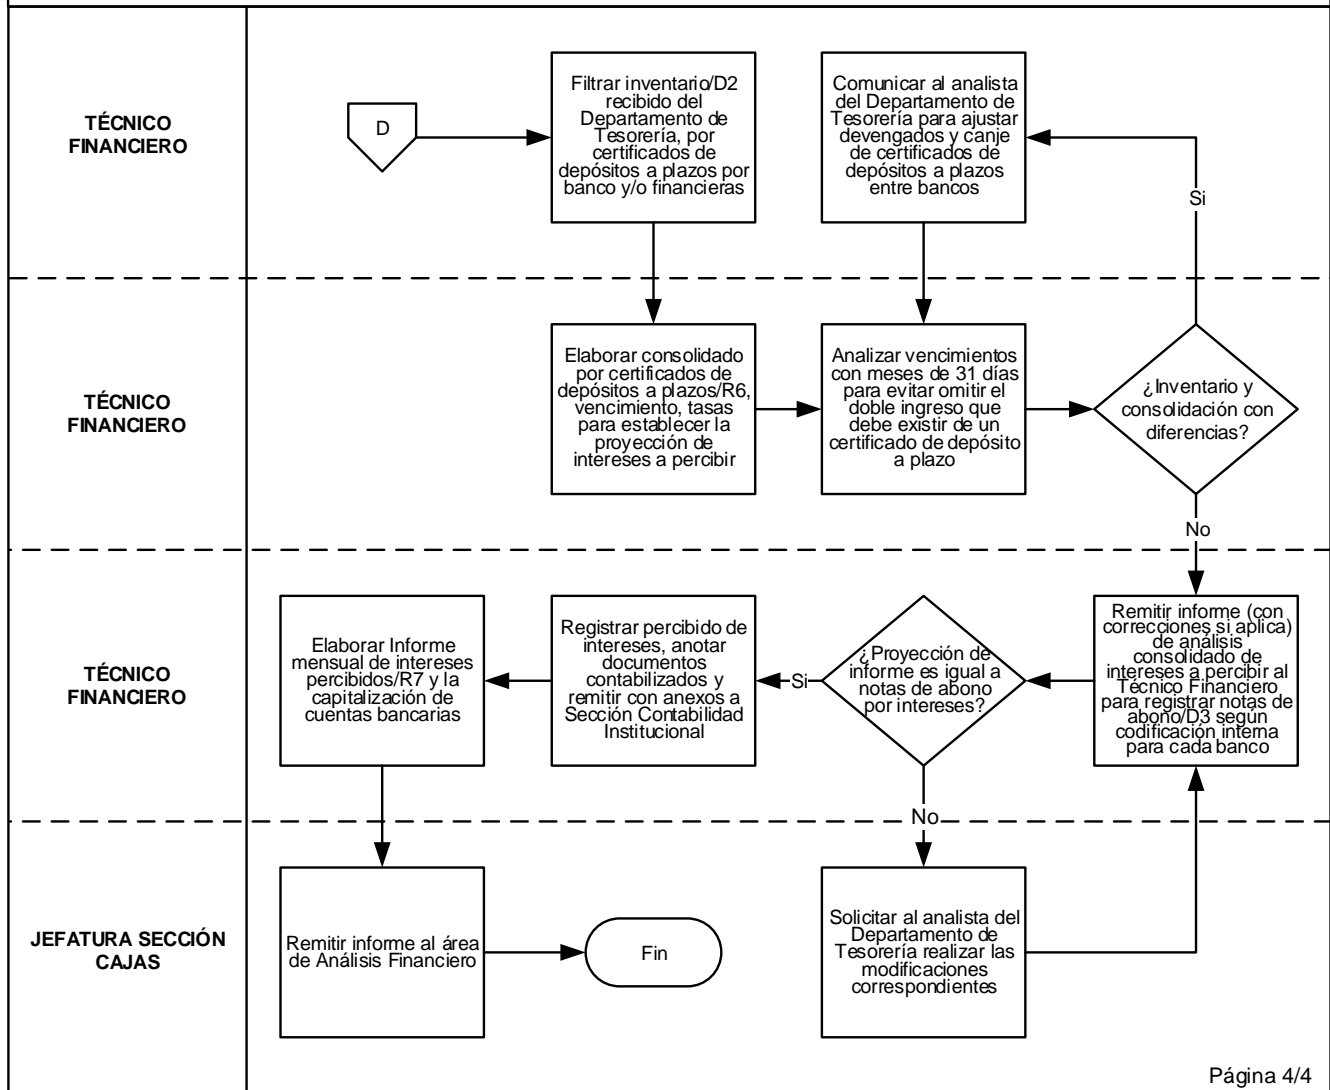 TÉCNICO
FINANCIERO
D
Filtrar inventario/D2
recibido del
Departamento de
Tesorería, por
certificados de
depósitos a plazos por
banco y/o financieras
Comunicar al analista
del Departamento de
Tesorería para ajustar
devengados y canje
de certificados de
depósitos a plazos
entre bancos
Si
TÉCNICO
FINANCIERO
Elaborar consolidado
por certificados de
depósitos a plazos/R6,
vencimiento, tasas
para establecer la
proyección de
intereses a percibir
Analizar vencimientos
con meses de 31 días
para evitar omitir el
doble ingreso que
debe existir de un
certificado de depósito
a plazo
¿Inventario y
consolidación con
diferencias?
No
TÉCNICO
FINANCIERO
Elaborar Informe
mensual de intereses
percibidos/R7 y la
capitalización de
cuentas bancarias
Registrar percibido de
intereses, anotar
documentos
contabilizados y
remitir con anexos a
Sección Contabilidad
Institucional
Si
¿Proyección de
informe es igual a
notas de abono
por intereses?
Remitir informe (con
correcciones si aplica)
de análisis
consolidado de
intereses a percibir al
Técnico Financiero
para registrar notas de
abono/D3 según
codificación interna
para cada banco
No
JEFATURA SECCIÓN
CAJAS
Remitir informe al área
de Análisis Financiero
Fin
Solicitar al analista del
Departamento de
Tesorería realizar las
modificaciones
correspondientes
Página 4/4